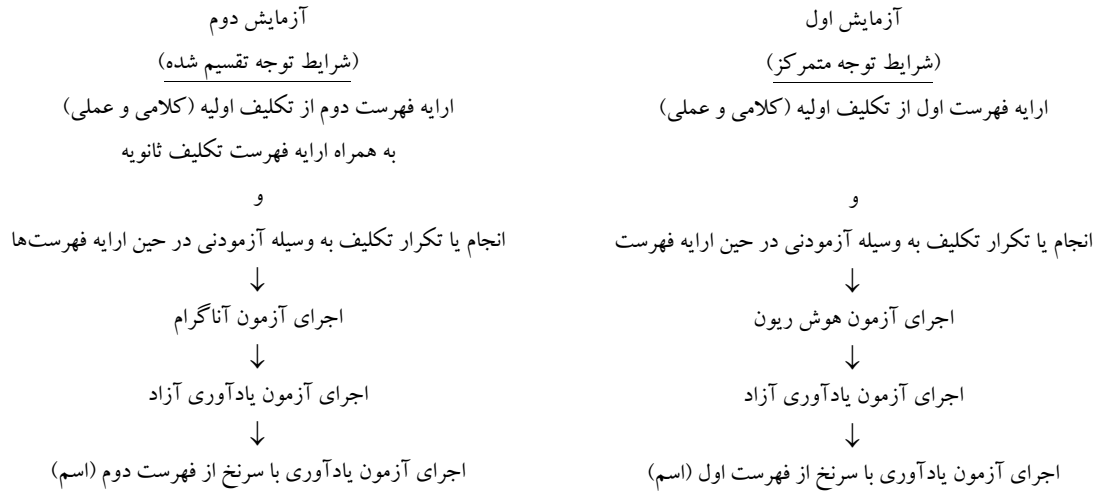 آزمایش اول
(شرایط توجه متمرکز)
ارایه فهرست اول از تکلیف اولیه (کلامی و عملی)
و
انجام یا تکرار تکلیف به وسیله آزمودنی در حین ارایه فهرست
↓
اجرای آزمون هوش ریون
↓
اجرای آزمون یادآوری آزاد
↓
اجرای آزمون یادآوری با سرنخ از فهرست اول (اسم)
آزمایش دوم
(شرایط توجه تقسیم شده)
ارایه فهرست دوم از تکلیف اولیه (کلامی و عملی)
به همراه ارایه فهرست تکلیف ثانویه
و
انجام یا تکرار تکلیف به وسیله آزمودنی در حین ارایه فهرست‌ها
↓
اجرای آزمون آناگرام
↓
اجرای آزمون یادآوری آزاد
↓
اجرای آزمون یادآوری با سرنخ از فهرست دوم (اسم)